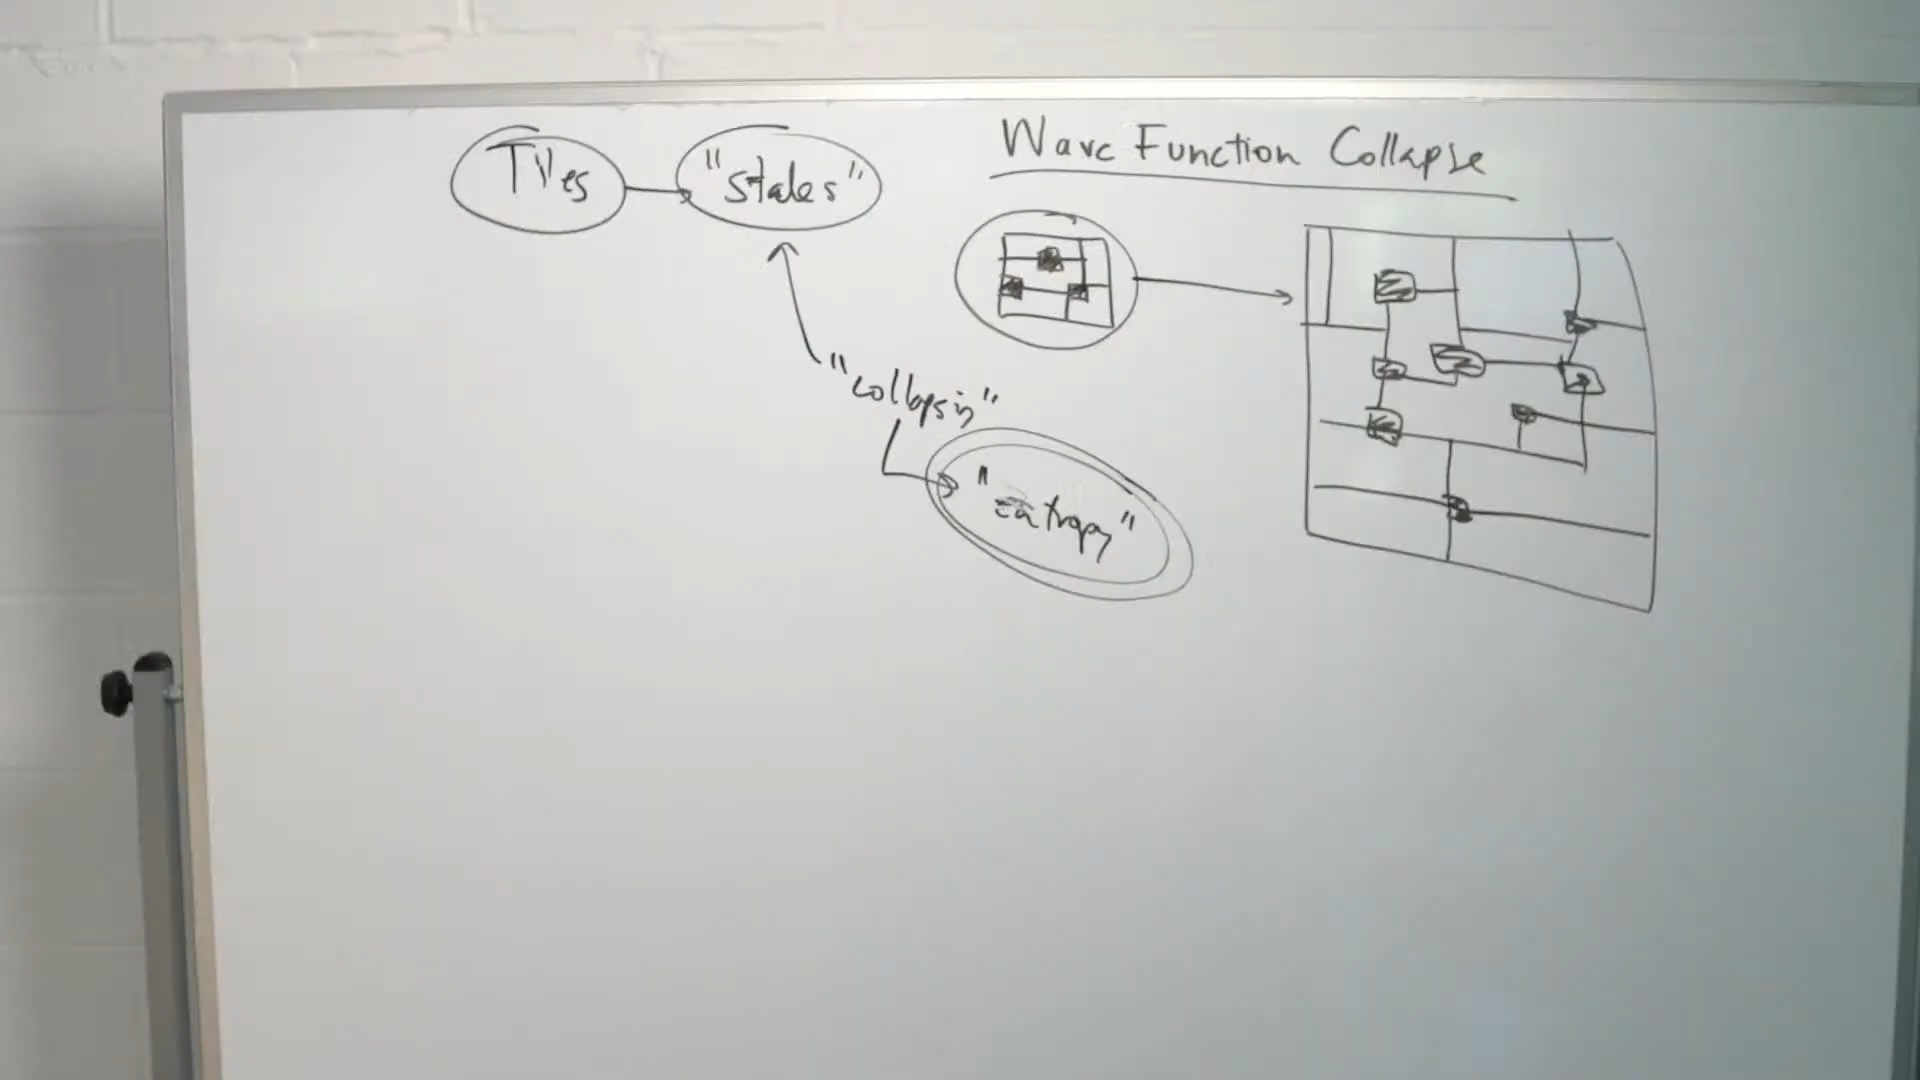 Tiles
"states"
Wave Function Collapse
"collapsin"
"entropy"